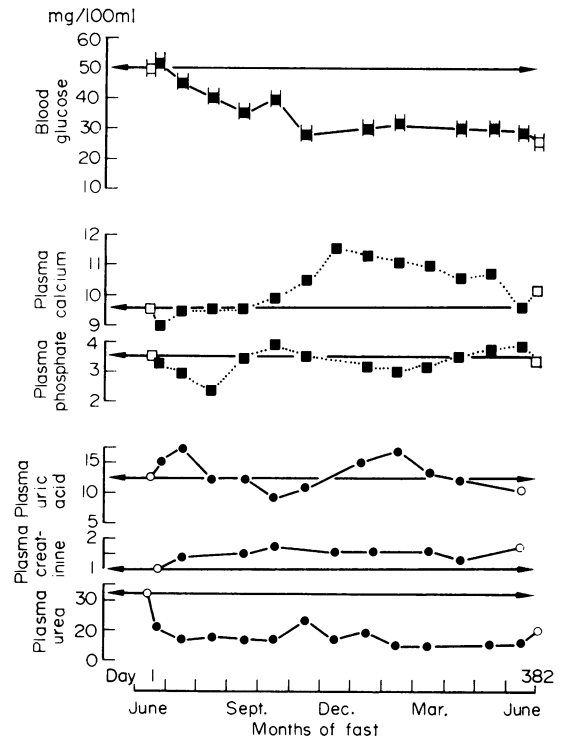 mg/100ml
60
50
40
30
20
10
Blood
glucose
12
11
10
9
Plasma
calcium
4
3
2
Plasma
phosphate
15
10
5
Plasma
uric
acid
2
1
Plasma
creat-
inine
30
20
0
Plasma
urea
Day 1 382
June Sept. Dec. Mar. June
Months of fast